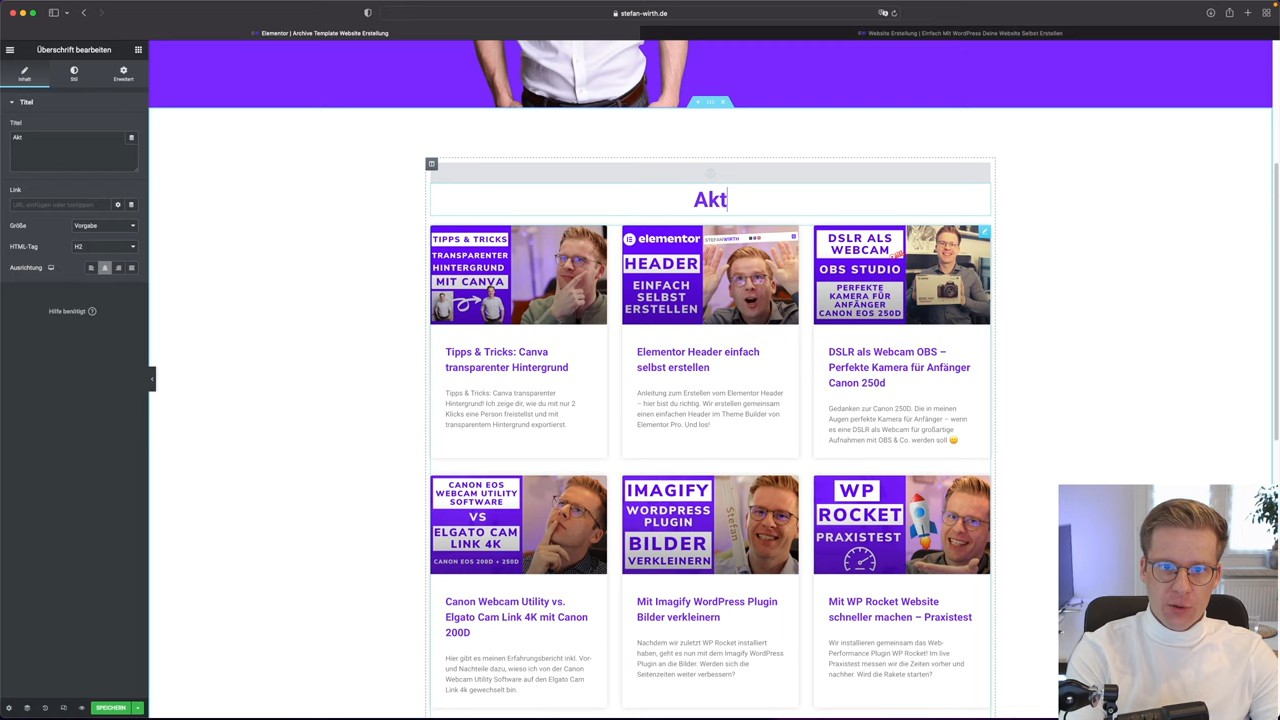 stefan-wirth.de
Elementor | Archive Template Website Erstellung
Website Erstellung | Einfach Mit WordPress Deine Website Selbst Erstellen
Überschrift bearbeiten
Inhalt
Stil
Erweitert
Titel
Titel
Akt
Link
URL einfügen oder lostippen
Größe
Vorgabe
HTML-Tag
H2
Ausrichtung
Hilfe benötigt
SPEICHERN
Akt
TIPPS & TRICKS
TRANSPARENTER
HINTERGRUND
MIT CANVA
elementor
STEFANWIRTH
HEADER
EINFACH
SELBST
ERSTELLEN
DSLR ALS
WEBCAM
OBS STUDIO
PERFEKTE
KAMERA FÜR
ANFÄNGER
CANON EOS 250D
Tipps & Tricks: Canva
transparenter Hintergrund
Tipps & Tricks: Canva transparenter
Hintergrund! Ich zeige dir, wie du mit nur 2
Klicks eine Person freistellst und mit
transparentem Hintergrund exportierst.
Elementor Header einfach
selbst erstellen
Anleitung zum Erstellen vom Elementor Header
– hier bist du richtig. Wir erstellen gemeinsam
einen einfachen Header im Theme Builder von
Elementor Pro. Und los!
DSLR als Webcam OBS –
Perfekte Kamera für Anfänger
Canon 250d
Gedanken zur Canon 250D. Die in meinen
Augen perfekte Kamera für Anfänger – wenn
es eine DSLR als Webcam für großartige
Aufnahmen mit OBS & Co. werden soll 😄
CANON EOS
WEBCAM UTILITY
SOFTWARE
VS
ELGATO CAM
LINK 4K
CANON EOS 200D + 250D
IMAGIFY
WORDPRESS
PLUGIN
BILDER
VERKLEINERN
WP
ROCKET
PRAXISTEST
Canon Webcam Utility vs.
Elgato Cam Link 4K mit Canon
200D
Hier gibt es meinen Erfahrungsbericht inkl. Vor-
und Nachteile dazu, wieso ich von der Canon
Webcam Utility Software auf den Elgato Cam
Link 4k gewechselt bin.
Mit Imagify WordPress Plugin
Bilder verkleinern
Nachdem wir zuletzt WP Rocket installiert
haben, geht es nun mit dem Imagify WordPress
Plugin an die Bilder. Werden sich die
Seitenzeiten weiter verbessern?
Mit WP Rocket Website
schneller machen – Praxistest
Wir installieren gemeinsam das Web-
Performance Plugin WP Rocket! Im live
Praxistest messen wir die Zeiten vorher und
nachher. Wird die Rakete starten?